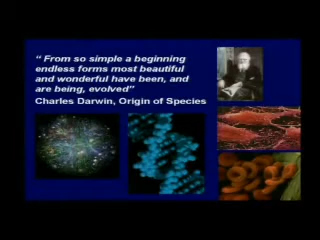 “ From so simple a beginning
endless forms most beautiful
and wonderful have been, and
are being, evolved”
Charles Darwin, Origin of Species